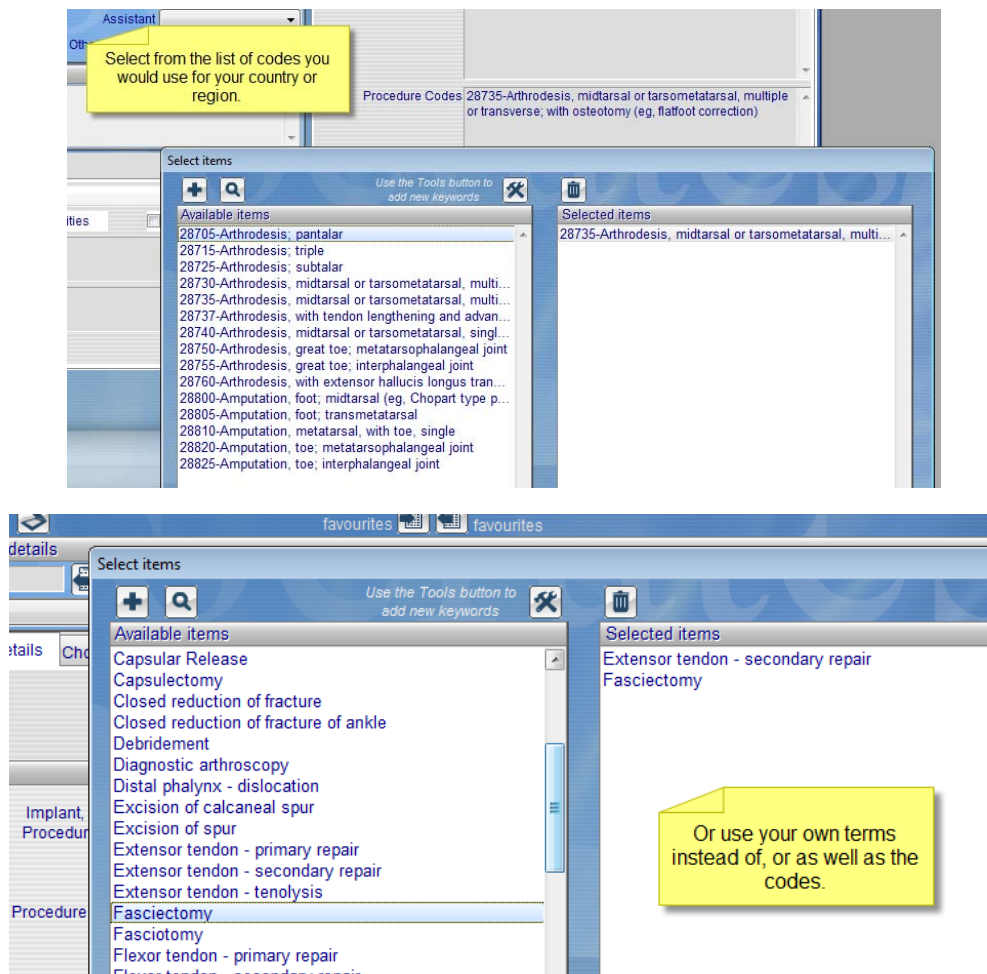 Assistant
Oth
Select from the list of codes you
would use for your country or
region.
Procedure Codes 28735-Arthrodesis, midtarsal or tarsometatarsal, multiple
or transverse; with osteotomy (eg, flatfoot correction)
Select items
Use the Tools button to
add new keywords
ities
Available items
28705-Arthrodesis; pantalar
28715-Arthrodesis; triple
28725-Arthrodesis; subtalar
28730-Arthrodesis, midtarsal or tarsometatarsal, multi...
28735-Arthrodesis, midtarsal or tarsometatarsal, multi...
28737-Arthrodesis, with tendon lengthening and advan...
28740-Arthrodesis, midtarsal or tarsometatarsal, singl...
28750-Arthrodesis, great toe; metatarsophalangeal joint
28755-Arthrodesis, great toe; interphalangeal joint
28760-Arthrodesis, with extensor hallucis longus tran...
28800-Amputation, foot; midtarsal (eg, Chopart type p...
28805-Amputation, foot; transmetatarsal
28810-Amputation, metatarsal, with toe, single
28820-Amputation, toe; metatarsophalangeal joint
28825-Amputation, toe; interphalangeal joint
Selected items
28735-Arthrodesis, midtarsal or tarsometatarsal, multi...
favourites
favourites
details
Select items
Use the Tools button to
add new keywords
etails
Cho
Implant,
Procedur
Procedure
Available items
Capsular Release
Capsulectomy
Closed reduction of fracture
Closed reduction of fracture of ankle
Debridement
Diagnostic arthroscopy
Distal phalynx - dislocation
Excision of calcaneal spur
Excision of spur
Extensor tendon - primary repair
Extensor tendon - secondary repair
Extensor tendon - tenolysis
Fasciectomy
Fasciotomy
Flexor tendon - primary repair
Flexor tendon - secondary repair
Selected items
Extensor tendon - secondary repair
Fasciectomy
Or use your own terms
instead of, or as well as the
codes.